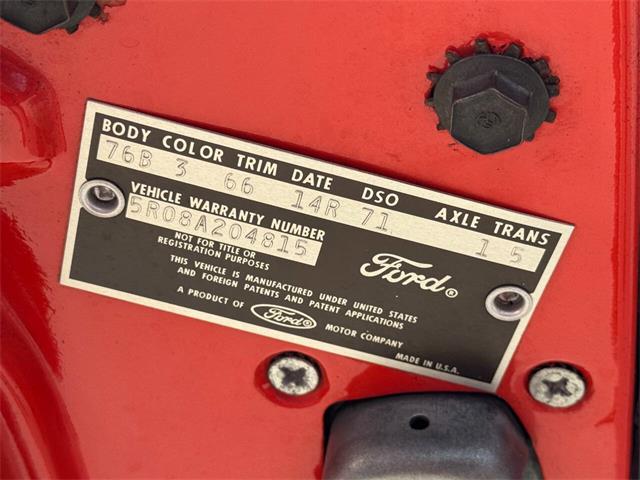 BODY COLOR TRIM DATE DSO AXLE TRANS
76B 3 66 14R 71 1 5
VEHICLE WARRANTY NUMBER
5R08A204815
NOT FOR TITLE OR
REGISTRATION PURPOSES
Ford®
THIS VEHICLE IS MANUFACTURED UNDER UNITED STATES
AND FOREIGN PATENTS AND PATENT APPLICATIONS
A PRODUCT OF Ford® MOTOR COMPANY
MADE IN U.S.A.